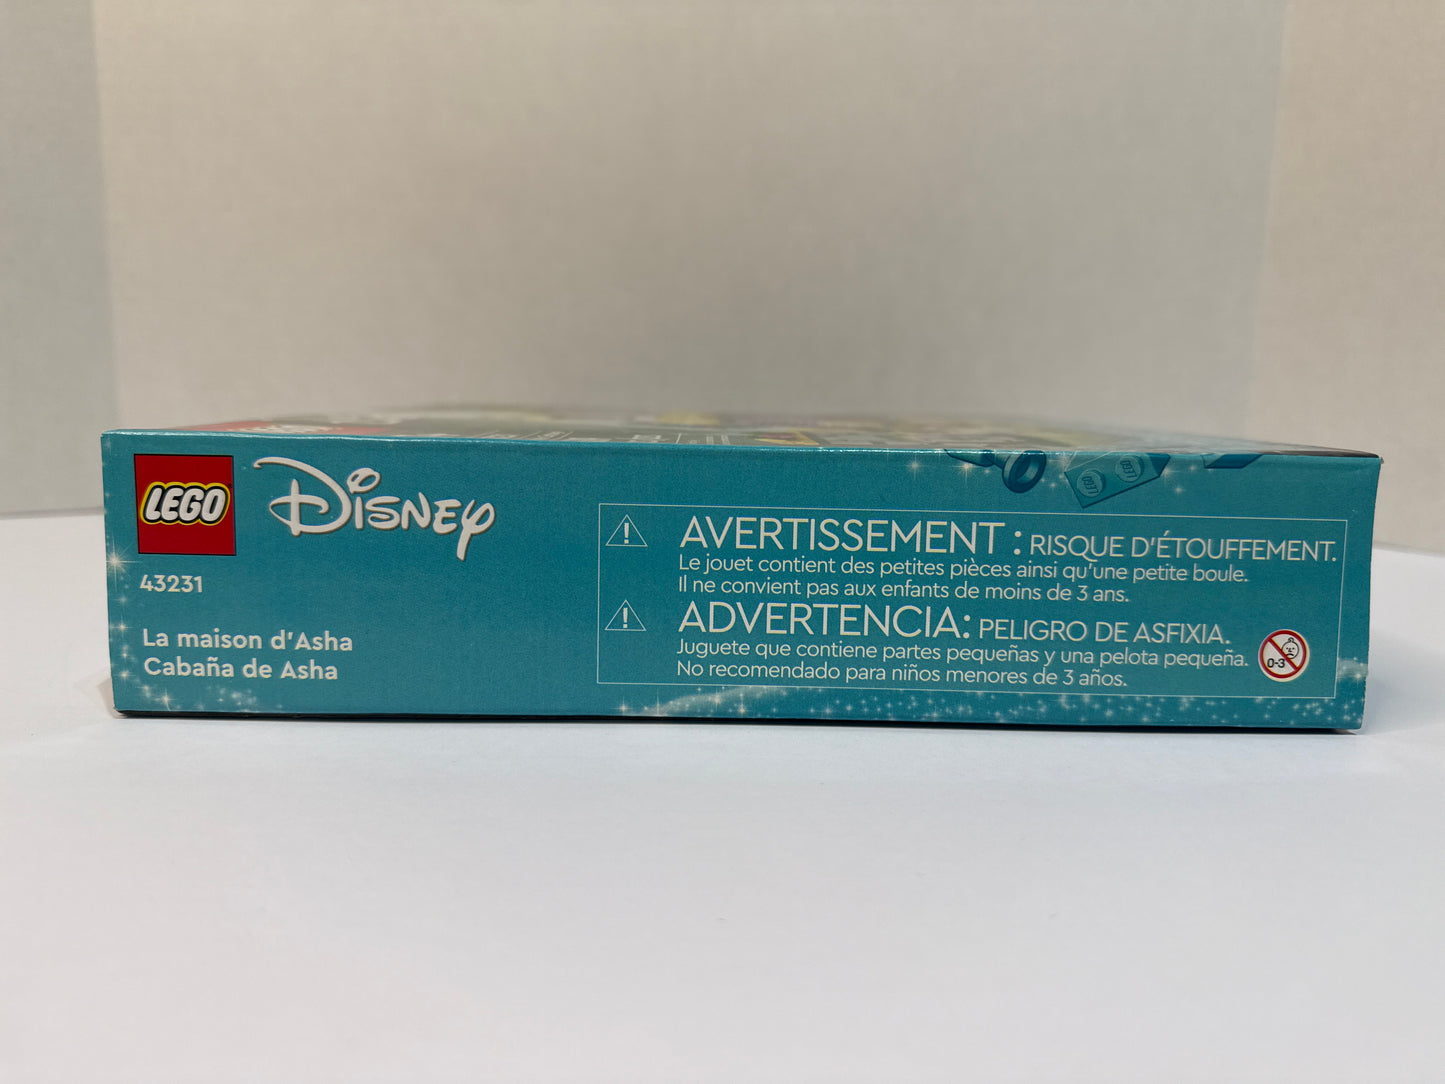 LEGO
DISNEY
43231
La maison d'Asha
Cabaña de Asha
AVERTISSEMENT : RISQUE D'ÉTOUFFEMENT.
Le jouet contient des petites pièces ainsi qu'une petite boule.
Il ne convient pas aux enfants de moins de 3 ans.
ADVERTENCIA: PELIGRO DE ASFIXIA.
Juguete que contiene partes pequeñas y una pelota pequeña.
No recomendado para niños menores de 3 años.
0-3
LEGO
LEGO